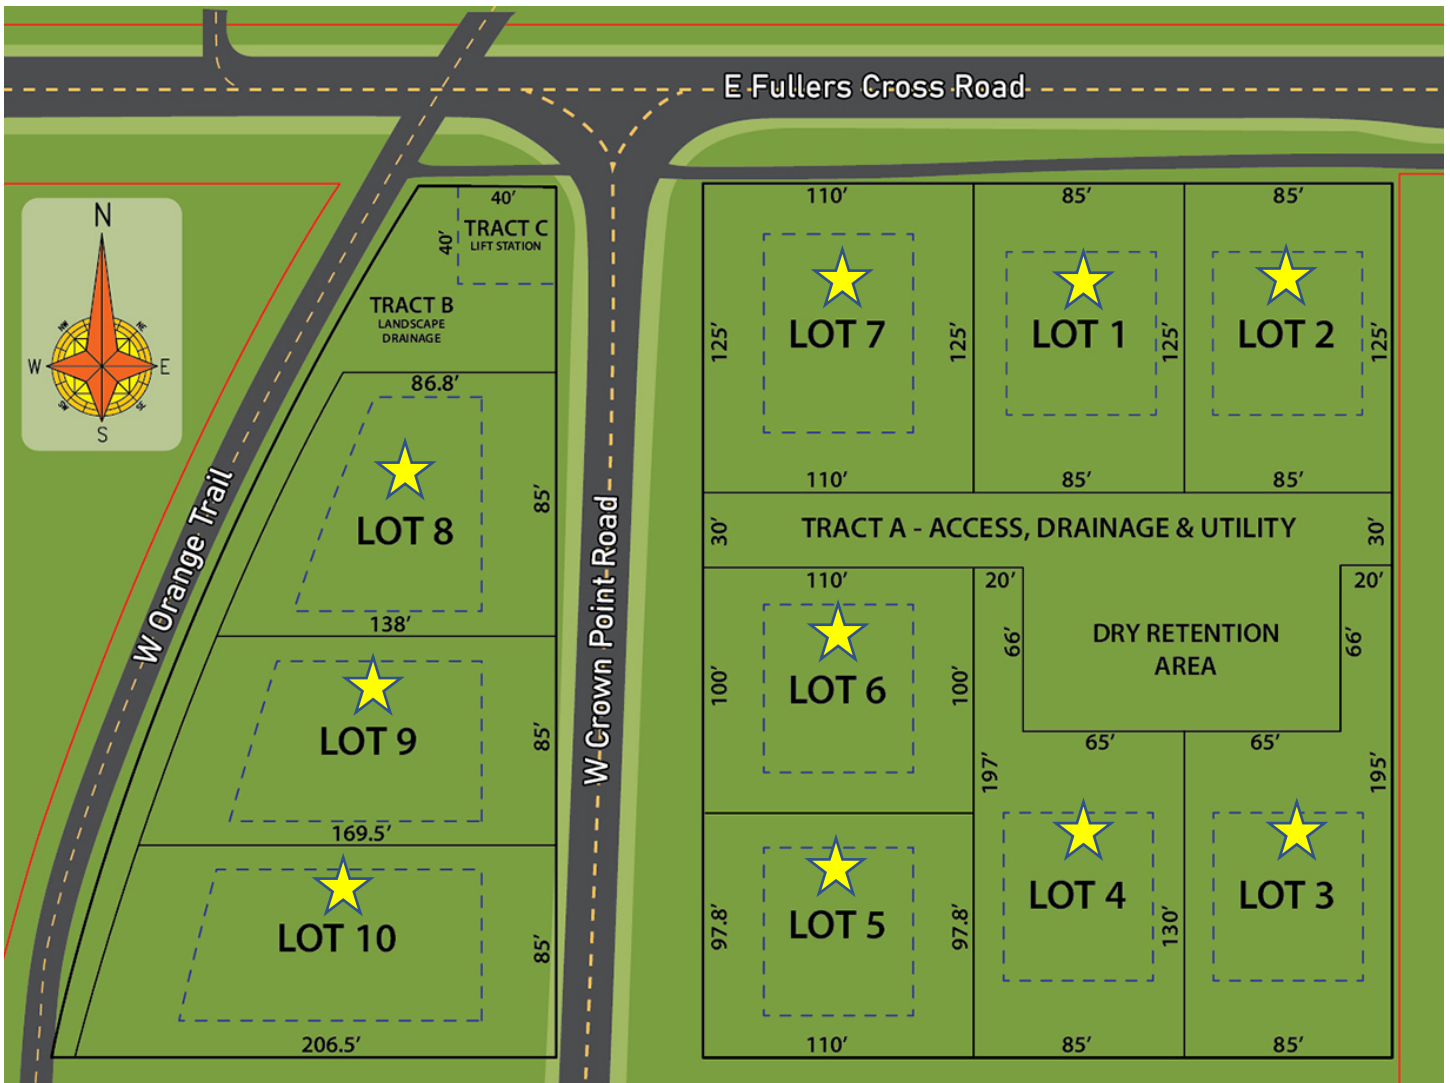 E Fullers Cross Road
N
NW
NE
W
E
SW
SE
S
W Orange Trail
W Crown Point Road
40'
40'
TRACT C
LIFT STATION
TRACT B
LANDSCAPE
DRAINAGE
86.8'
85'
LOT 8
138'
85'
LOT 9
169.5'
85'
LOT 10
206.5'
110'
85'
85'
125'
LOT 7
125'
LOT 1
125'
LOT 2
125'
110'
85'
85'
30'
TRACT A - ACCESS, DRAINAGE & UTILITY
30'
110'
20'
20'
66'
DRY RETENTION
AREA
66'
100'
LOT 6
100'
65'
65'
197'
195'
97.8'
LOT 5
97.8'
LOT 4
130'
LOT 3
110'
85'
85'